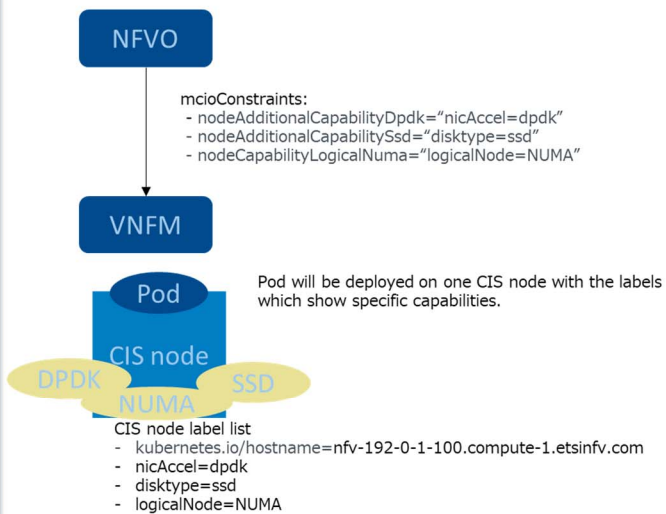 NFVO
mcioConstraints:
- nodeAdditionalCapabilityDpdk=“nicAccel=dpdk”
- nodeAdditionalCapabilitySsd=“disktype=ssd”
- nodeCapabilityLogicalNuma=“logicalNode=NUMA”
VNFM
Pod
Pod will be deployed on one CIS node with the labels
which show specific capabilities.
CIS node
DPDK
SSD
NUMA
CIS node label list
- kubernetes.io/hostname=nfv-192-0-1-100.compute-1.etsinfv.com
- nicAccel=dpdk
- disktype=ssd
- logicalNode=NUMA